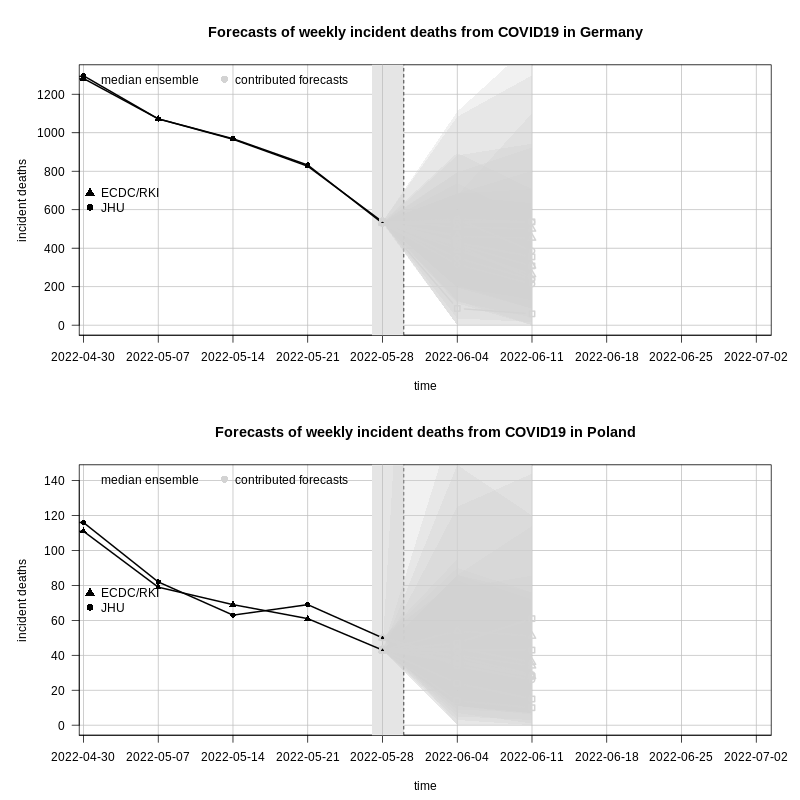 Forecasts of weekly incident deaths from COVID19 in Germany
median ensemble contributed forecasts
1200
1000
800
ECDC/RKI
JHU
600
400
200
0
incident deaths
2022-04-30 2022-05-07 2022-05-14 2022-05-21 2022-05-28 2022-06-04 2022-06-11 2022-06-18 2022-06-25 2022-07-02
time
Forecasts of weekly incident deaths from COVID19 in Poland
median ensemble contributed forecasts
140
120
100
80
ECDC/RKI
JHU
60
40
20
0
incident deaths
2022-04-30 2022-05-07 2022-05-14 2022-05-21 2022-05-28 2022-06-04 2022-06-11 2022-06-18 2022-06-25 2022-07-02
time